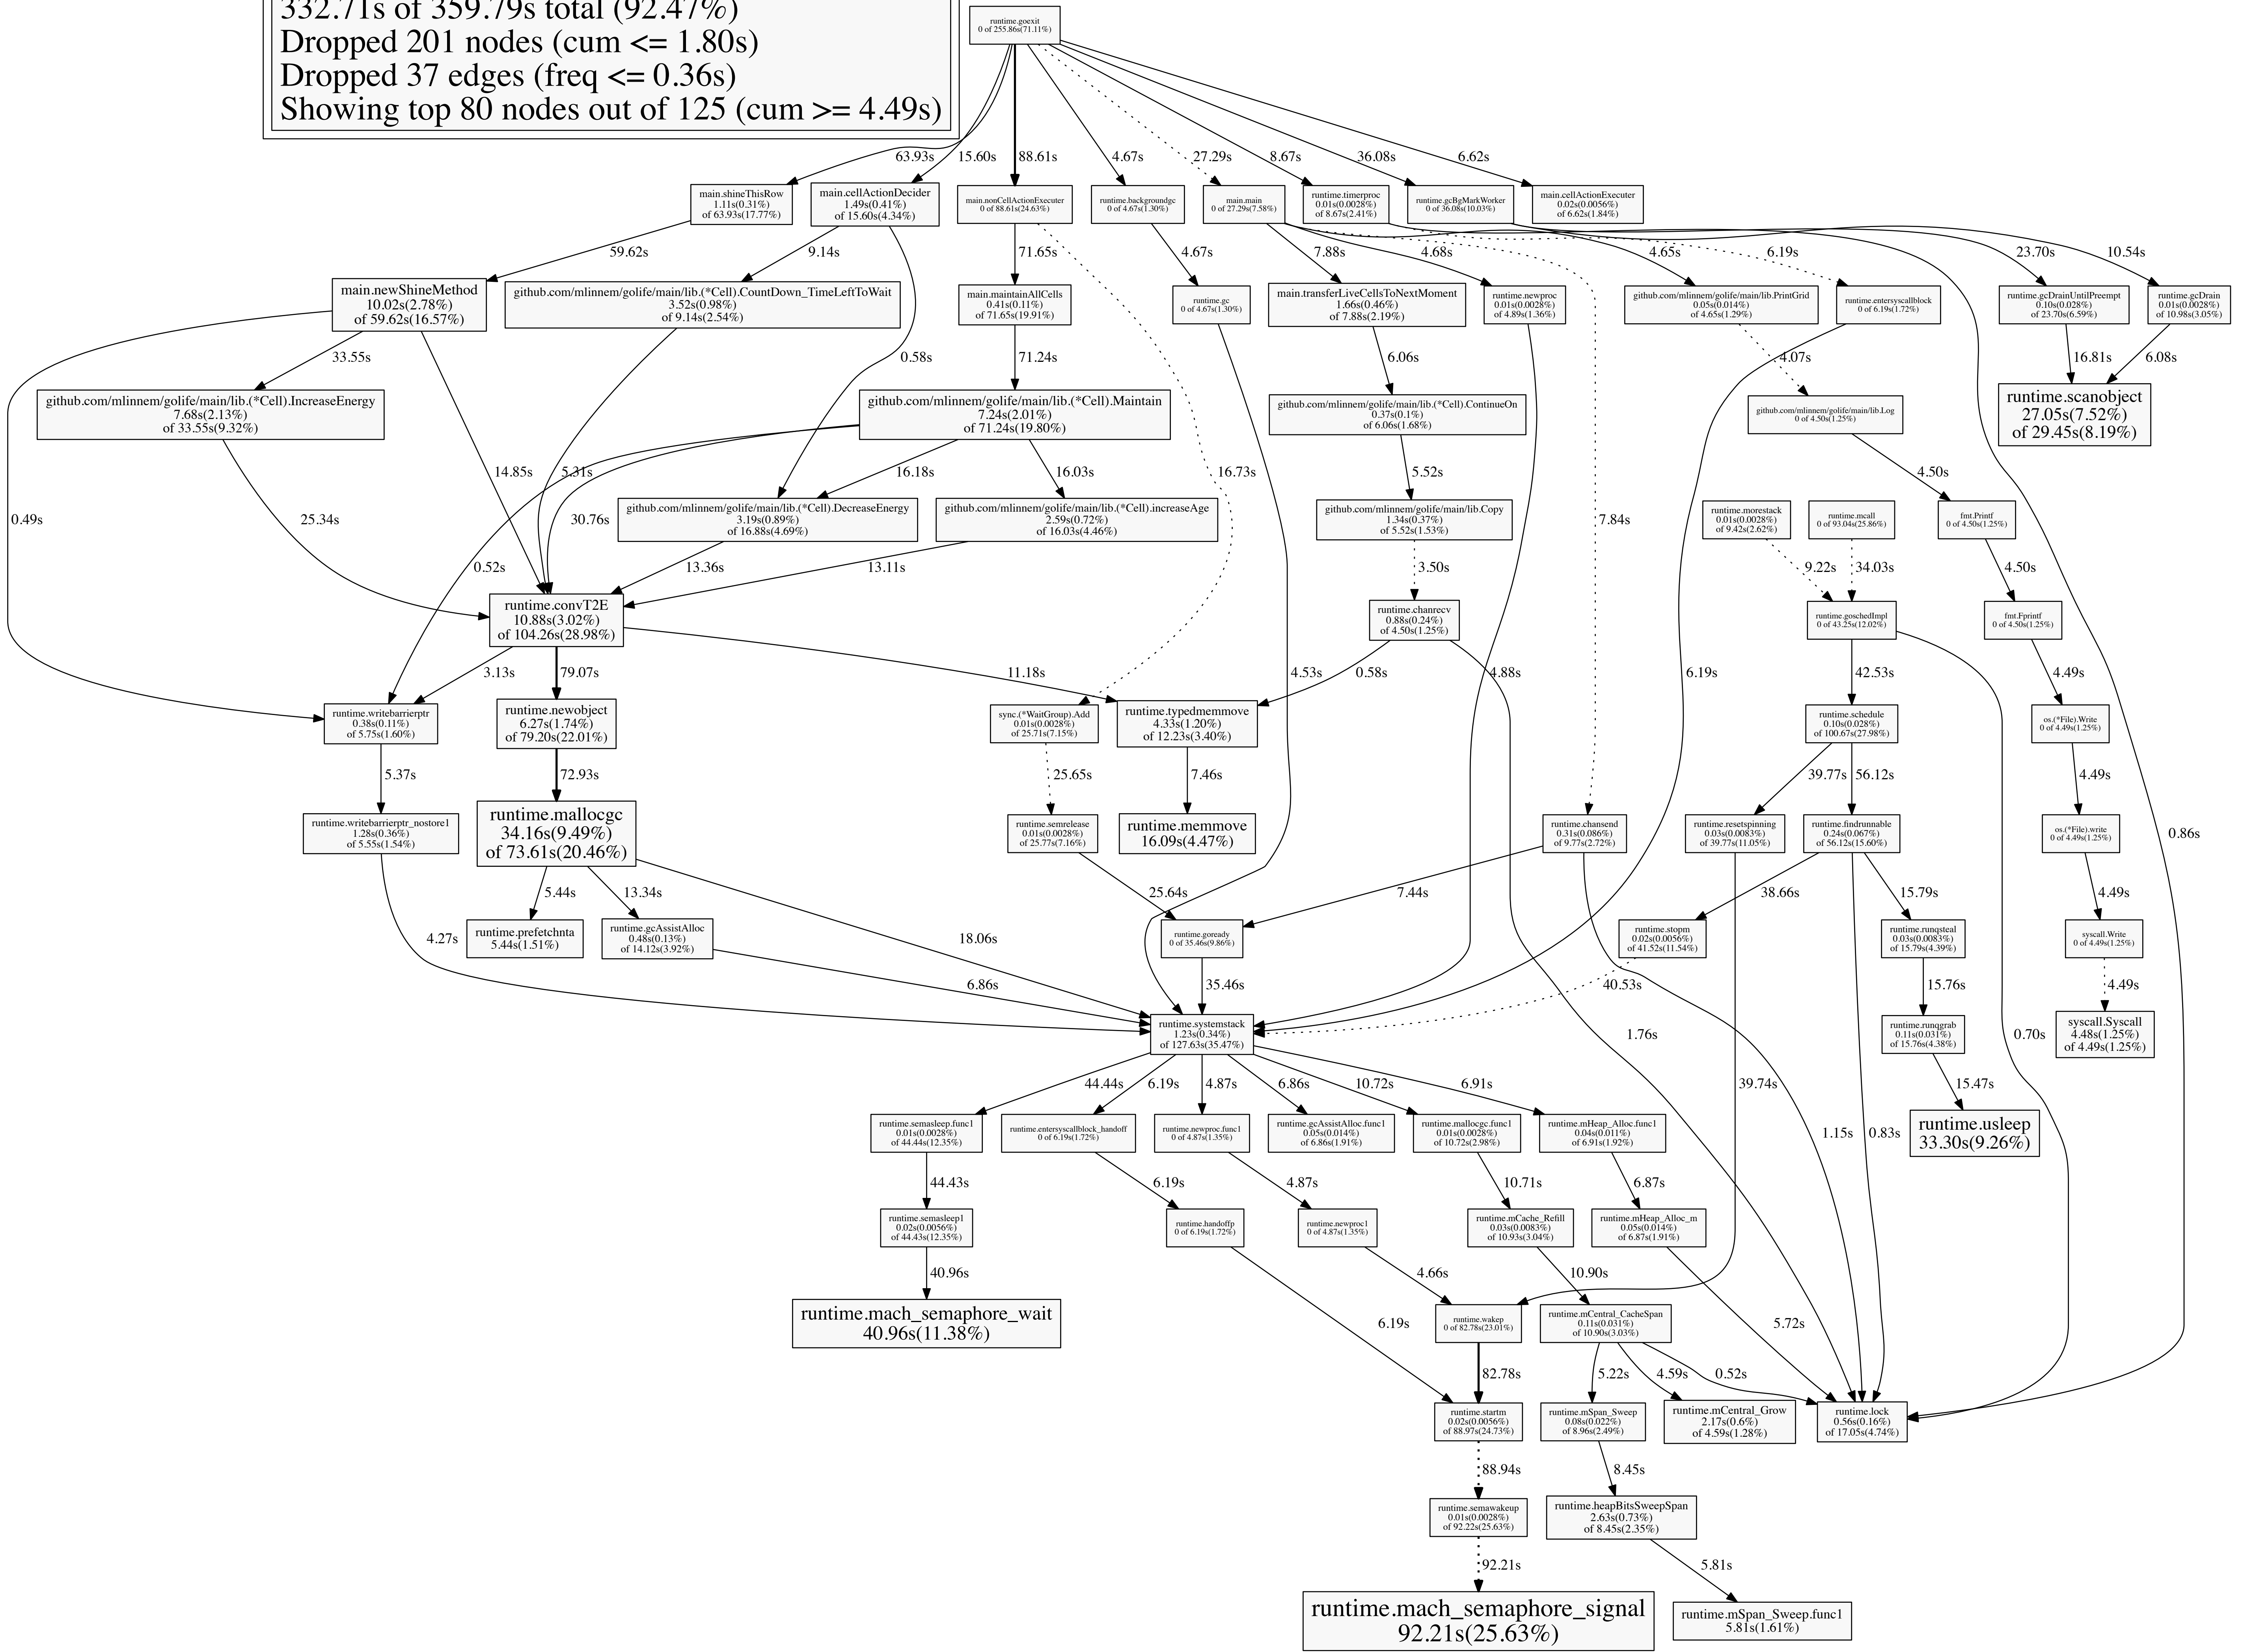 332.71s of 359.79s total (92.47%)
Dropped 201 nodes (cum <= 1.80s)
Dropped 37 edges (freq <= 0.36s)
Showing top 80 nodes out of 125 (cum >= 4.49s)
runtime.goexit
0 of 255.86s(71.11%)
63.93s
15.60s
88.61s
4.67s
27.29s
8.67s
36.08s
6.62s
main.shineThisRow
1.11s(0.31%)
of 63.93s(17.77%)
main.cellActionDecider
1.49s(0.41%)
of 15.60s(4.34%)
main.nonCellActionExecuter
0 of 88.61s(24.63%)
runtime.backgroundgc
0 of 4.67s(1.30%)
main.main
0 of 27.29s(7.58%)
runtime.timerproc
0.01s(0.0028%)
of 8.67s(2.41%)
runtime.gcBgMarkWorker
0 of 36.08s(10.03%)
main.cellActionExecuter
0.02s(0.0056%)
of 6.62s(1.84%)
59.62s
9.14s
71.65s
4.67s
7.88s
4.68s
4.65s
6.19s
23.70s
10.54s
main.newShineMethod
10.02s(2.78%)
of 59.62s(16.57%)
github.com/mlinnem/golife/main/lib.(*Cell).CountDown_TimeLeftToWait
3.52s(0.98%)
of 9.14s(2.54%)
main.maintainAllCells
0.41s(0.11%)
of 71.65s(19.91%)
runtime.gc
0 of 4.67s(1.30%)
main.transferLiveCellsToNextMoment
1.66s(0.46%)
of 7.88s(2.19%)
runtime.newproc
0.01s(0.0028%)
of 4.89s(1.36%)
github.com/mlinnem/golife/main/lib.PrintGrid
0.05s(0.014%)
of 4.65s(1.29%)
runtime.entersyscallblock
0 of 6.19s(1.72%)
runtime.gcDrainUntilPreempt
0.10s(0.028%)
of 23.70s(6.59%)
runtime.gcDrain
0.01s(0.0028%)
of 10.98s(3.05%)
33.55s
0.58s
71.24s
6.06s
4.07s
16.81s
6.08s
github.com/mlinnem/golife/main/lib.(*Cell).IncreaseEnergy
7.68s(2.13%)
of 33.55s(9.32%)
github.com/mlinnem/golife/main/lib.(*Cell).Maintain
7.24s(2.01%)
of 71.24s(19.80%)
github.com/mlinnem/golife/main/lib.(*Cell).ContinueOn
0.37s(0.1%)
of 6.06s(1.68%)
github.com/mlinnem/golife/main/lib.Log
0 of 4.50s(1.25%)
runtime.scanobject
27.05s(7.52%)
of 29.45s(8.19%)
14.85s
5.31s
16.18s
16.03s
16.73s
5.52s
4.50s
0.49s
25.34s
30.76s
github.com/mlinnem/golife/main/lib.(*Cell).DecreaseEnergy
3.19s(0.89%)
of 16.88s(4.69%)
github.com/mlinnem/golife/main/lib.(*Cell).increaseAge
2.59s(0.72%)
of 16.03s(4.46%)
github.com/mlinnem/golife/main/lib.Copy
1.34s(0.37%)
of 5.52s(1.53%)
7.84s
runtime.morestack
0.01s(0.0028%)
of 9.42s(2.62%)
runtime.mcall
0 of 93.04s(25.86%)
fmt.Printf
0 of 4.50s(1.25%)
0.52s
13.36s
13.11s
3.50s
9.22s
34.03s
4.50s
runtime.convT2E
10.88s(3.02%)
of 104.26s(28.98%)
runtime.chanrecv
0.88s(0.24%)
of 4.50s(1.25%)
runtime.goschedImpl
0 of 43.25s(12.02%)
fmt.Fprintf
0 of 4.50s(1.25%)
3.13s
79.07s
11.18s
4.53s
0.58s
4.88s
6.19s
42.53s
4.49s
runtime.writebarrierptr
0.38s(0.11%)
of 5.75s(1.60%)
runtime.newobject
6.27s(1.74%)
of 79.20s(22.01%)
sync.(*WaitGroup).Add
0.01s(0.0028%)
of 25.71s(7.15%)
runtime.typedmemmove
4.33s(1.20%)
of 12.23s(3.40%)
runtime.schedule
0.10s(0.028%)
of 100.67s(27.98%)
os.(*File).Write
0 of 4.49s(1.25%)
5.37s
72.93s
25.65s
7.46s
39.77s
56.12s
4.49s
runtime.writebarrierptr_nostore1
1.28s(0.36%)
of 5.55s(1.54%)
runtime.mallocgc
34.16s(9.49%)
of 73.61s(20.46%)
runtime.semrelease
0.01s(0.0028%)
of 25.77s(7.16%)
runtime.memmove
16.09s(4.47%)
runtime.chansend
0.31s(0.086%)
of 9.77s(2.72%)
runtime.resetspinning
0.03s(0.0083%)
of 39.77s(11.05%)
runtime.findrunnable
0.24s(0.067%)
of 56.12s(15.60%)
os.(*File).write
0 of 4.49s(1.25%)
0.86s
5.44s
13.34s
25.64s
7.44s
38.66s
15.79s
4.49s
4.27s
runtime.prefetchnta
5.44s(1.51%)
runtime.gcAssistAlloc
0.48s(0.13%)
of 14.12s(3.92%)
18.06s
runtime.goready
0 of 35.46s(9.86%)
runtime.stopm
0.02s(0.0056%)
of 41.52s(11.54%)
runtime.runqsteal
0.03s(0.0083%)
of 15.79s(4.39%)
syscall.Write
0 of 4.49s(1.25%)
6.86s
35.46s
40.53s
15.76s
4.49s
runtime.systemstack
1.23s(0.34%)
of 127.63s(35.47%)
1.76s
runtime.runqgrab
0.11s(0.031%)
of 15.76s(4.38%)
0.70s
syscall.Syscall
4.48s(1.25%)
of 4.49s(1.25%)
44.44s
6.19s
4.87s
6.86s
10.72s
6.91s
39.74s
15.47s
runtime.semasleep.func1
0.01s(0.0028%)
of 44.44s(12.35%)
runtime.entersyscallblock_handoff
0 of 6.19s(1.72%)
runtime.newproc.func1
0 of 4.87s(1.35%)
runtime.gcAssistAlloc.func1
0.05s(0.014%)
of 6.86s(1.91%)
runtime.mallocgc.func1
0.01s(0.0028%)
of 10.72s(2.98%)
runtime.mHeap_Alloc.func1
0.04s(0.011%)
of 6.91s(1.92%)
1.15s
0.83s
runtime.usleep
33.30s(9.26%)
44.43s
6.19s
4.87s
10.71s
6.87s
runtime.semasleep1
0.02s(0.0056%)
of 44.43s(12.35%)
runtime.handoffp
0 of 6.19s(1.72%)
runtime.newproc1
0 of 4.87s(1.35%)
runtime.mCache_Refill
0.03s(0.0083%)
of 10.93s(3.04%)
runtime.mHeap_Alloc_m
0.05s(0.014%)
of 6.87s(1.91%)
40.96s
4.66s
10.90s
runtime.mach_semaphore_wait
40.96s(11.38%)
6.19s
runtime.wakep
0 of 82.78s(23.01%)
runtime.mCentral_CacheSpan
0.11s(0.031%)
of 10.90s(3.03%)
5.72s
82.78s
5.22s
4.59s
0.52s
runtime.startm
0.02s(0.0056%)
of 88.97s(24.73%)
runtime.mSpan_Sweep
0.08s(0.022%)
of 8.96s(2.49%)
runtime.mCentral_Grow
2.17s(0.6%)
of 4.59s(1.28%)
runtime.lock
0.56s(0.16%)
of 17.05s(4.74%)
88.94s
8.45s
runtime.semawakeup
0.01s(0.0028%)
of 92.22s(25.63%)
runtime.heapBitsSweepSpan
2.63s(0.73%)
of 8.45s(2.35%)
92.21s
5.81s
runtime.mach_semaphore_signal
92.21s(25.63%)
runtime.mSpan_Sweep.func1
5.81s(1.61%)